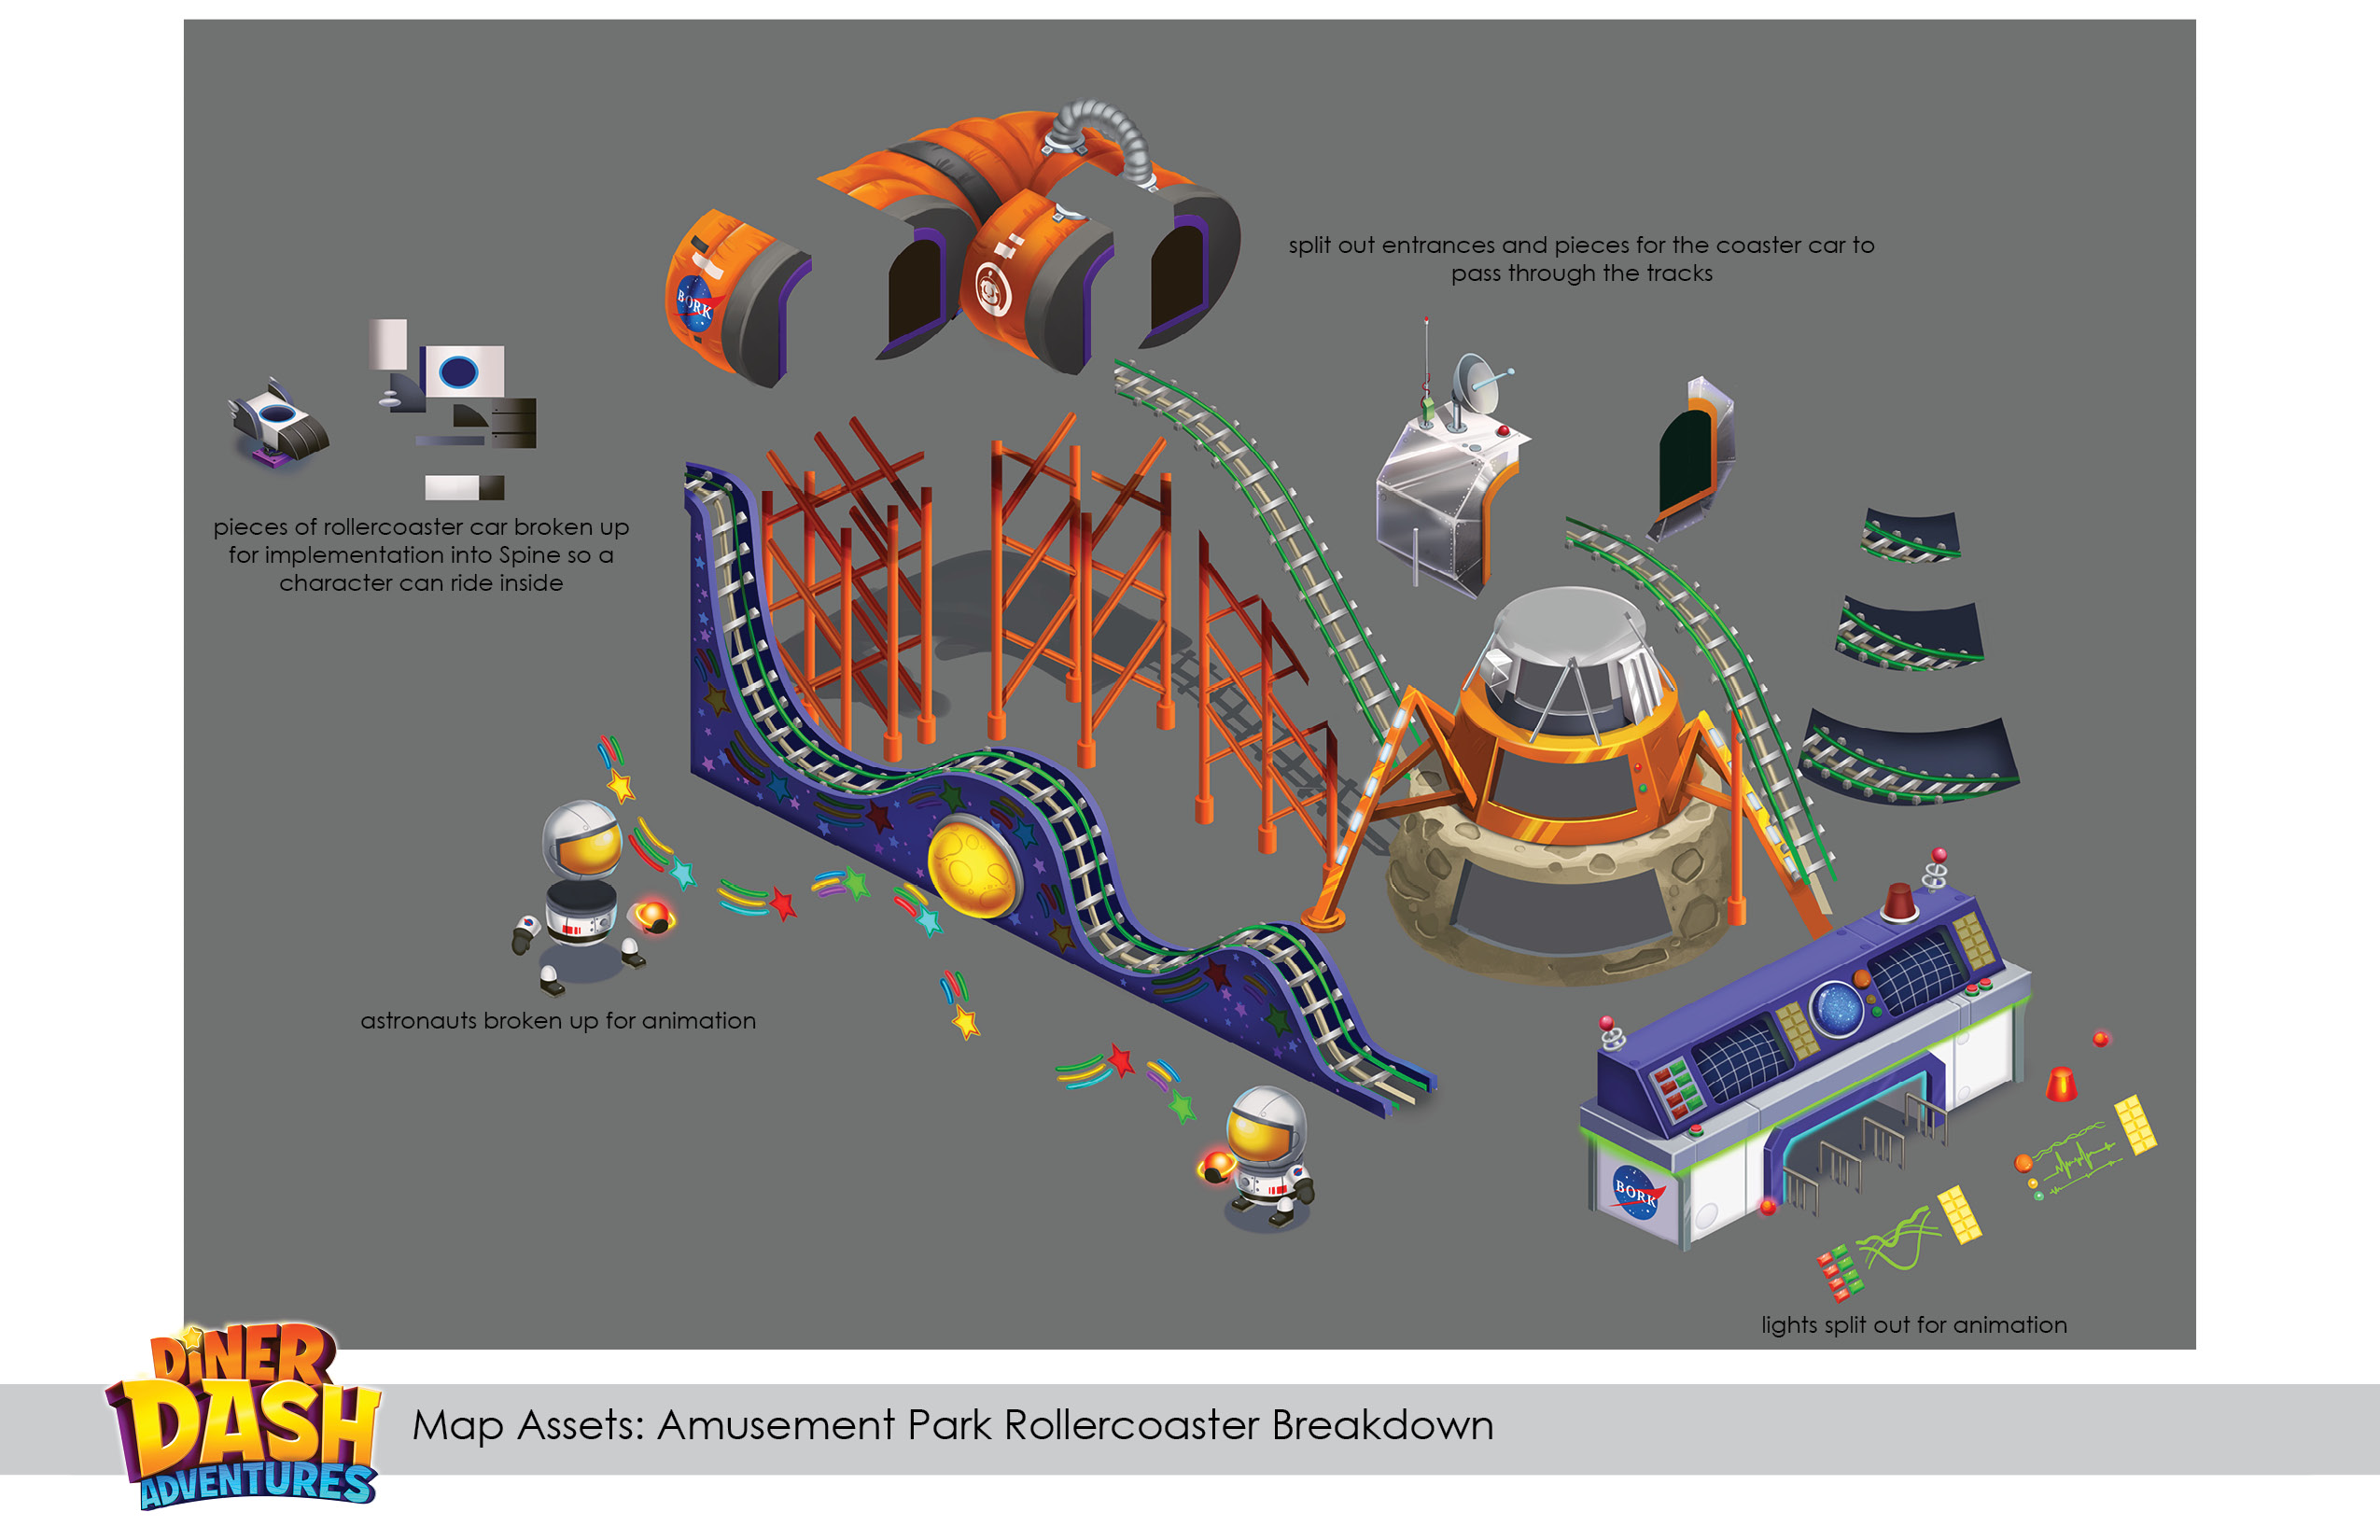 BORK
split out entrances and pieces for the coaster car to
pass through the tracks
pieces of rollercoaster car broken up
for implementation into Spine so a
character can ride inside
astronauts broken up for animation
BORK
lights split out for animation
DINER
DASH
ADVENTURES
Map Assets: Amusement Park Rollercoaster Breakdown